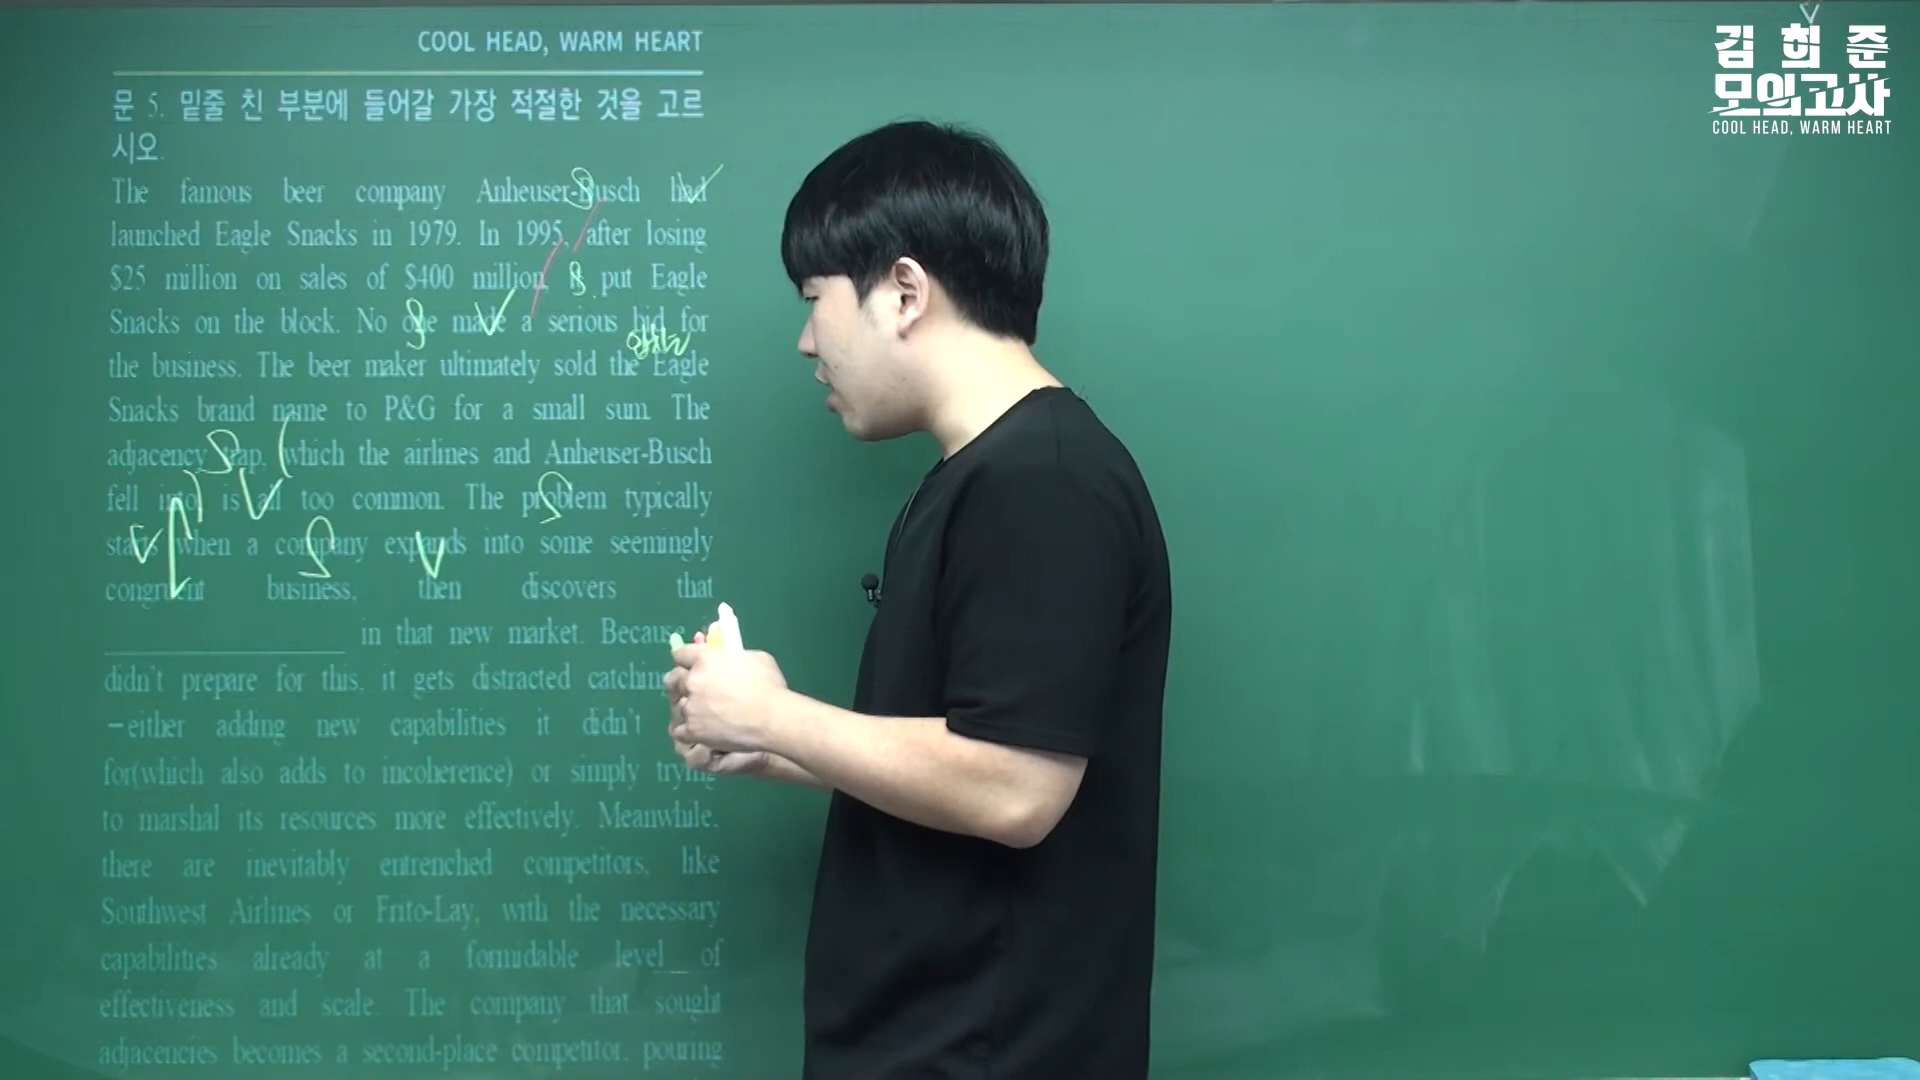 COOL HEAD, WARM HEART
문 5. 밑줄 친 부분에 들어갈 가장 적절한 것을 고르
시오.
The famous beer company Anheuser-Busch had
launched Eagle Snacks in 1979. In 1995, after losing
$25 million on sales of $400 million, put Eagle
Snacks on the block. No one made a serious bid for
the business. The beer maker ultimately sold the Eagle
Snacks brand name to P&G for a small sum. The
adjacency trap, which the airlines and Anheuser-Busch
fell into, is all too common. The problem typically
starts when a company expands into some seemingly
congruent business, then discovers that
in that new market. Because
didn't prepare for this, it gets distracted
–either adding new capabilities it didn't
for(which also adds to incoherence) or simply trying
to marshal its resources more effectively. Meanwhile,
there are inevitably entrenched competitors, like
Southwest Airlines or Frito-Lay, with the necessary
capabilities already at a formidable level of
effectiveness and scale. The company that sought
adjacencies becomes a second-place competitor, pouring
김희준
모의고사
COOL HEAD, WARM HEART